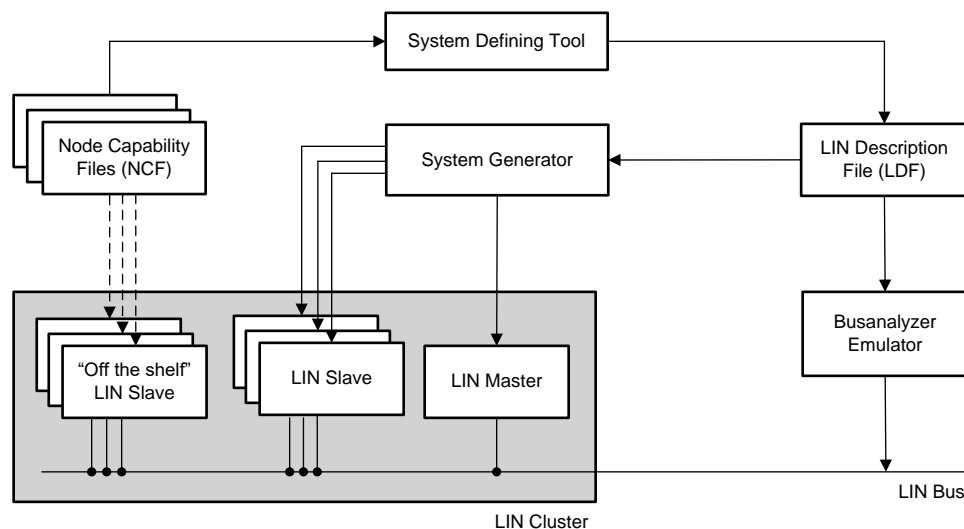 System Defining Tool
Node Capability
Files (NCF)
System Generator
LIN Description
File (LDF)
“Off the shelf”
LIN Slave
LIN Slave
LIN Master
Busanalyzer
Emulator
LIN Bus
LIN Cluster